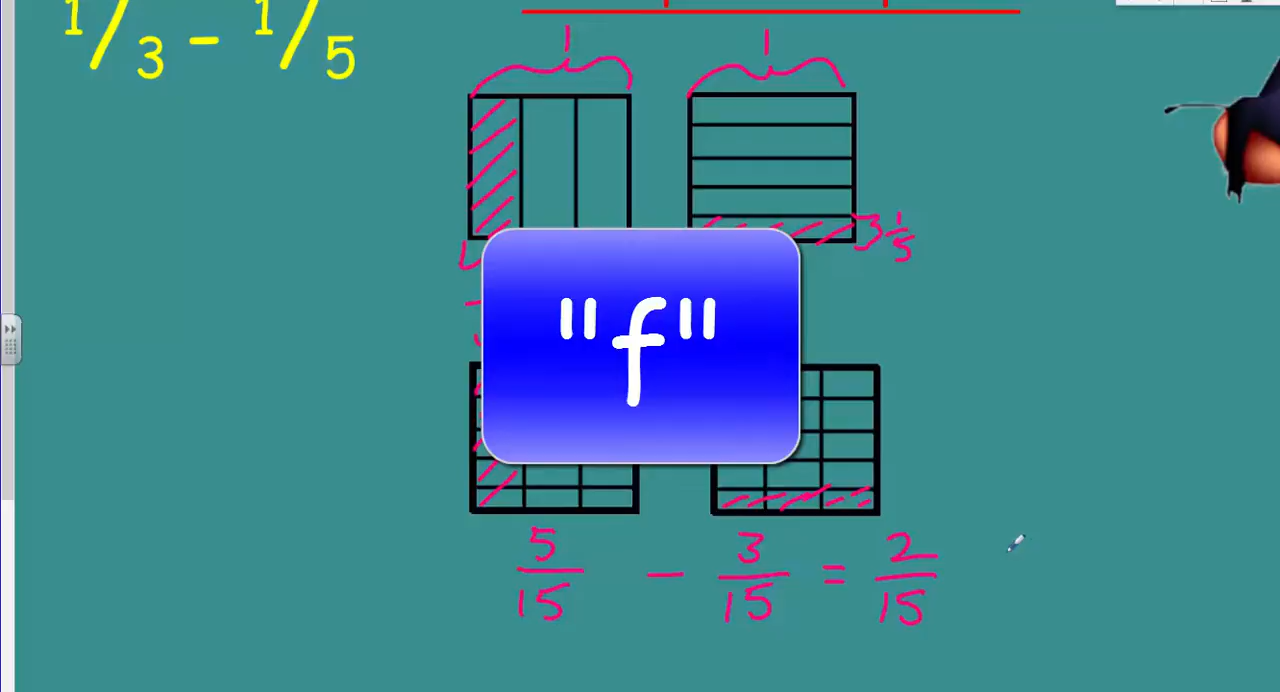 1/3 - 1/5
1 1
1/5
"f"
5/15 - 3/15 = 2/15